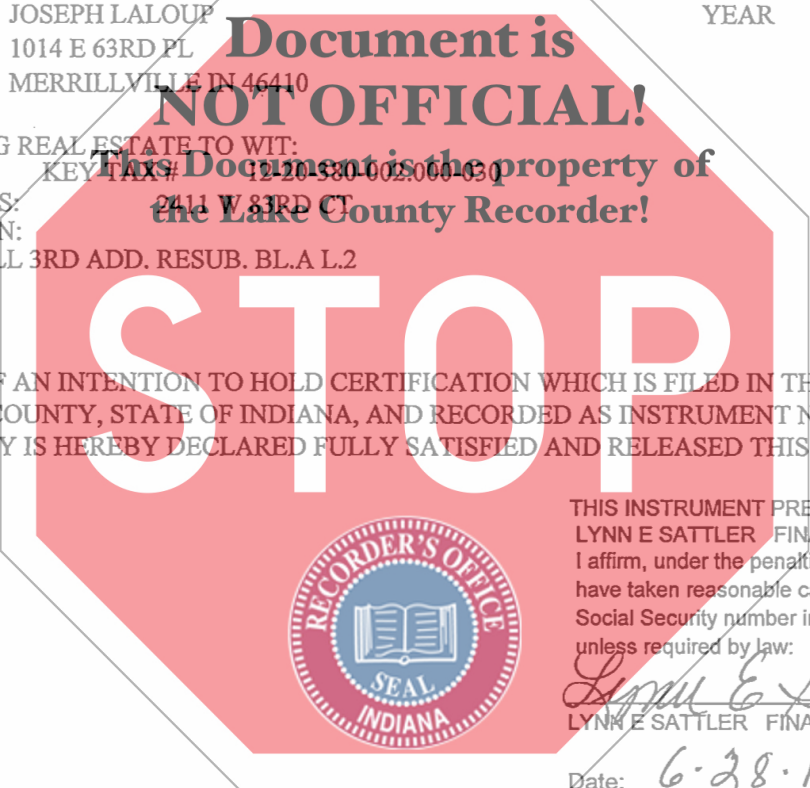 JOSEPH LALOUP
YEAR
1014 E 63RD PL
MERRILLVILLE IN 46410
Document is
NOT OFFICIAL!
This Document is the property of
the Lake County Recorder!
G REAL ESTATE TO WIT:
KEY TAX# 12-20-380-002.000-030
S: 2411 W 83RD CT
N:
LL 3RD ADD. RESUB. BL.A L.2
STOP
F AN INTENTION TO HOLD CERTIFICATION WHICH IS FILED IN TH
COUNTY, STATE OF INDIANA, AND RECORDED AS INSTRUMENT N
Y IS HEREBY DECLARED FULLY SATISFIED AND RELEASED THIS
THIS INSTRUMENT PRE
LYNN E SATTLER FINA
I affirm, under the penalt
have taken reasonable c
Social Security number i
unless required by law:
RECORDER'S OFFICE
SEAL
INDIANA
Lynn E
LYNN E SATTLER FINA
Date: 6-28-1